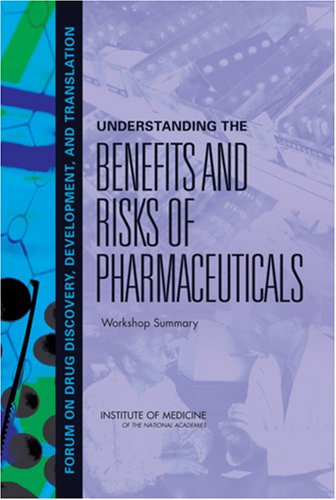 FORUM ON DRUG DISCOVERY, DEVELOPMENT, AND TRANSLATION
UNDERSTANDING THE
BENEFITS AND
RISKS OF
PHARMACEUTICALS
Workshop Summary
INSTITUTE OF MEDICINE
OF THE NATIONAL ACADEMIES